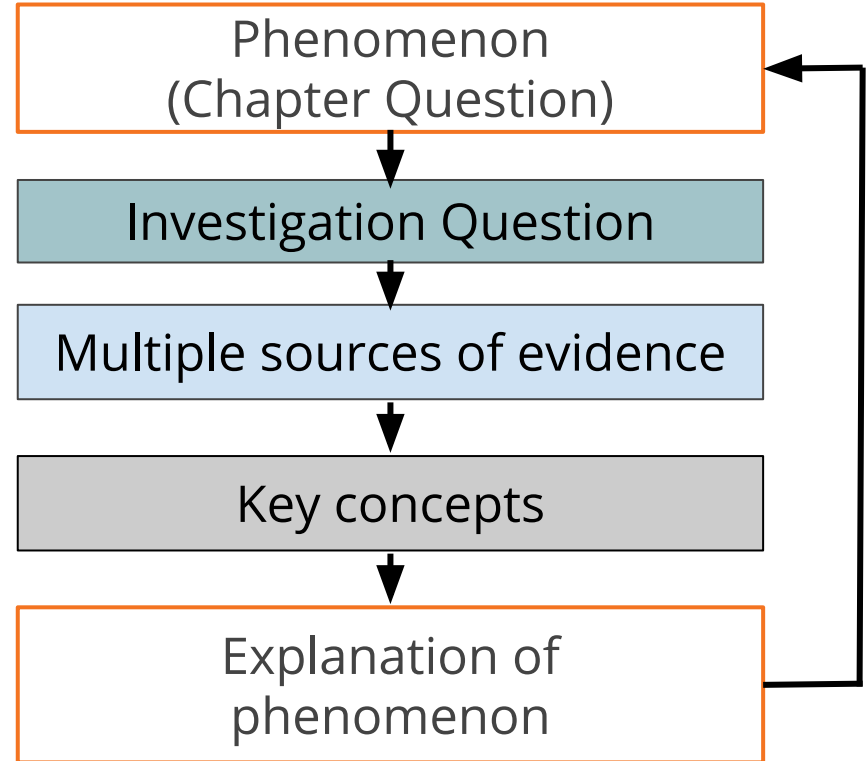 Phenomenon
(Chapter Question)
Investigation Question
Multiple sources of evidence
Key concepts
Explanation of
phenomenon